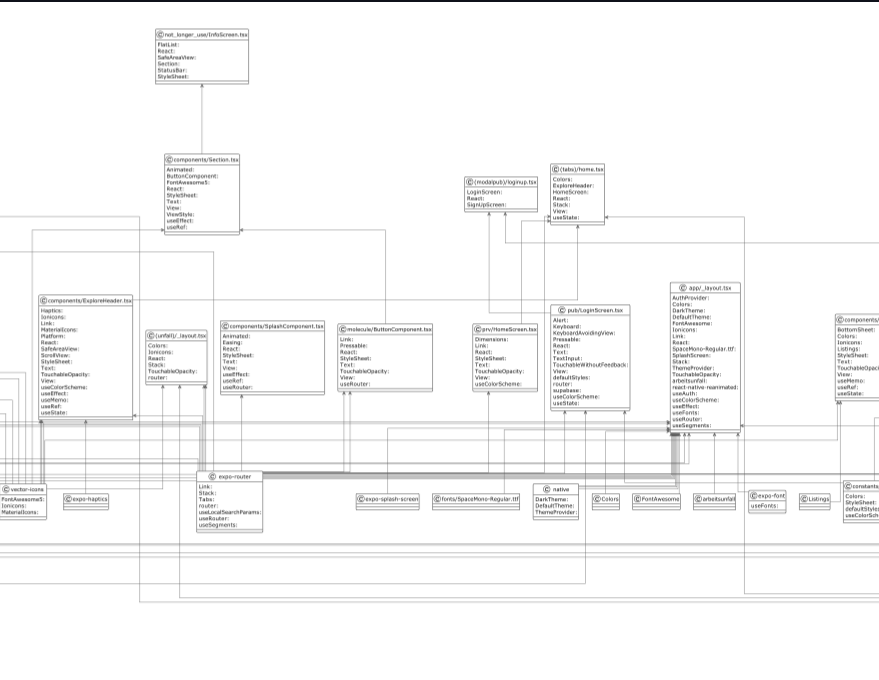 © not_longer_use/InfoScreen.tsx
FlatList:
React:
SafeAreaView:
Section:
StatusBar:
StyleSheet:
© components/Section.tsx
Animated:
ButtonComponent:
FontAwesome5:
React:
StyleSheet:
Text:
View:
ViewStyle:
useEffect:
useRef:
© (modalpub)/loginup.tsx
LoginScreen:
React:
SignUpScreen:
© (tabs)/home.tsx
Colors:
ExploreHeader:
HomeScreen:
React:
Stack:
View:
useState:
© components/ExploreHeader.tsx
Haptics:
Ionicons:
Link:
MaterialIcons:
Platform:
React:
SafeAreaView:
ScrollView:
StyleSheet:
Text:
TouchableOpacity:
View:
useColorScheme:
useEffect:
useMemo:
useRef:
useState:
© (unfall)/_layout.tsx
Colors:
Ionicons:
React:
Stack:
TouchableOpacity:
router:
© components/SplashComponent.tsx
Animated:
Easing:
React:
StyleSheet:
Text:
View:
useEffect:
useRef:
useRouter:
© molecule/ButtonComponent.tsx
Link:
Pressable:
React:
StyleSheet:
Text:
TouchableOpacity:
View:
useRouter:
© prv/HomeScreen.tsx
Dimensions:
Link:
React:
StyleSheet:
Text:
TouchableOpacity:
View:
useColorScheme:
© pub/LoginScreen.tsx
Alert:
Keyboard:
KeyboardAvoidingView:
Pressable:
React:
Text:
TextInput:
TouchableWithoutFeedback:
View:
defaultStyles:
router:
supabase:
useColorScheme:
useState:
© app/_layout.tsx
AuthProvider:
Colors:
DarkTheme:
DefaultTheme:
FontAwesome:
Ionicons:
Link:
React:
SpaceMono-Regular.ttf:
SplashScreen:
Stack:
ThemeProvider:
TouchableOpacity:
arbeitsunfall:
react-native-reanimated:
useAuth:
useColorScheme:
useEffect:
useFonts:
useRouter:
useSegments:
© components/
BottomSheet:
Colors:
Ionicons:
Listings:
StyleSheet:
Text:
TouchableOpac
View:
useMemo:
useRef:
useState:
© vector-icons
FontAwesome5:
Ionicons:
MaterialIcons:
© expo-haptics
© expo-router
Link:
Stack:
Tabs:
router:
useLocalSearchParams:
useRouter:
useSegments:
© expo-splash-screen
© fonts/SpaceMono-Regular.ttf
© native
DarkTheme:
DefaultTheme:
ThemeProvider:
© Colors
© FontAwesome
© arbeitsunfall
© expo-font
useFonts:
© Listings
© constants
Colors:
StyleSheet:
defaultStyles
useColorSch